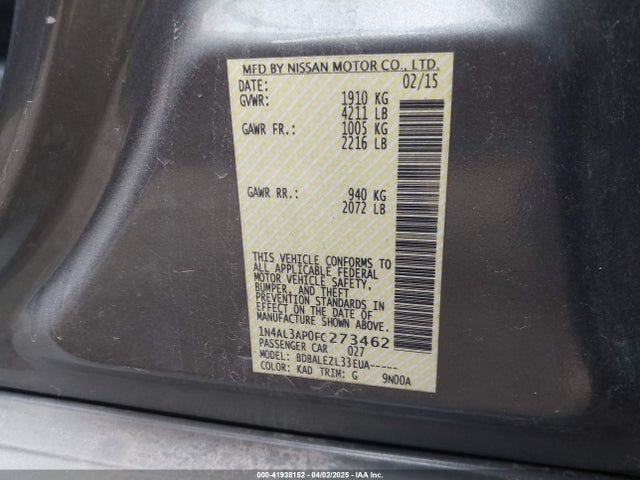 MFD BY NISSAN MOTOR CO., LTD.
DATE: 02/15
GVWR: 1910 KG
4211 LB
GAWR FR.: 1005 KG
2216 LB
GAWR RR.: 940 KG
2072 LB
THIS VEHICLE CONFORMS TO
ALL APPLICABLE FEDERAL
MOTOR VEHICLE SAFETY,
BUMPER, AND THEFT
PREVENTION STANDARDS IN
EFFECT ON THE DATE OF
MANUFACTURE SHOWN ABOVE.
1N4AL3AP0FC273462
PASSENGER CAR 027
MODEL: BDBALEZL33EUA-----
COLOR: KAD TRIM: G 9N00A
000-41938152 - 04/02/2025 - IAA Inc.